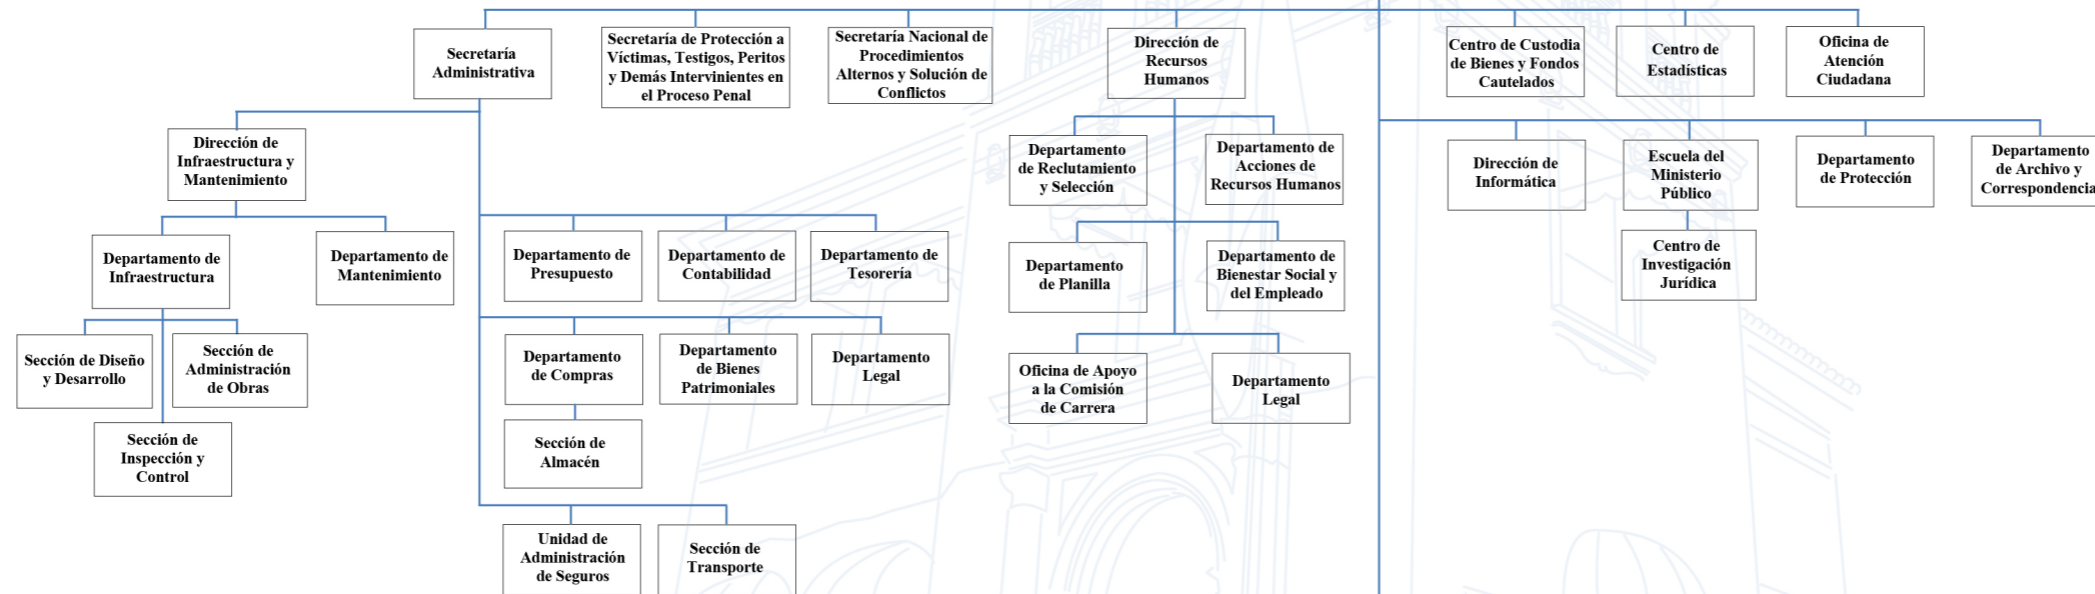 Secretaría
Administrativa
Secretaría de Protección a
Víctimas, Testigos, Peritos
y Demás Intervinientes en
el Proceso Penal
Secretaría Nacional de
Procedimientos
Alternos y Solución de
Conflictos
Dirección de
Recursos
Humanos
Centro de Custodia
de Bienes y Fondos
Cautelados
Centro de
Estadísticas
Oficina de
Atención
Ciudadana
Dirección de
Infraestructura y
Mantenimiento
Departamento
de Reclutamiento
y Selección
Departamento de
Acciones de
Recursos Humanos
Dirección de
Informática
Escuela del
Ministerio
Público
Departamento
de Protección
Departamento
de Archivo y
Correspondencia
Departamento de
Infraestructura
Departamento de
Mantenimiento
Departamento de
Presupuesto
Departamento de
Contabilidad
Departamento de
Tesorería
Departamento
de Planilla
Departamento de
Bienestar Social y
del Empleado
Centro de
Investigación
Jurídica
Sección de Diseño
y Desarrollo
Sección de
Administración
de Obras
Departamento
de Compras
Departamento
de Bienes
Patrimoniales
Departamento
Legal
Oficina de Apoyo
a la Comisión
de Carrera
Departamento
Legal
Sección de
Inspección y
Control
Sección de
Almacén
Unidad de
Administración
de Seguros
Sección de
Transporte